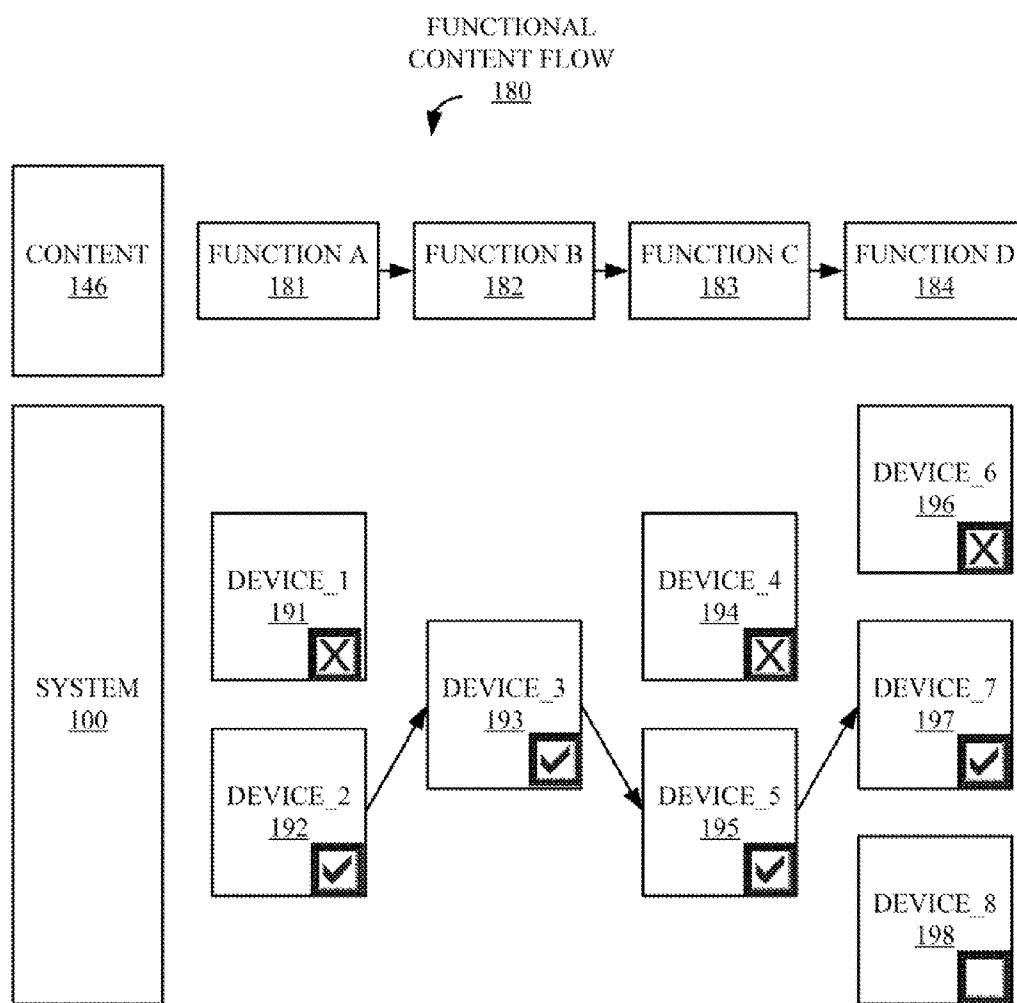 FUNCTIONAL
CONTENT FLOW
180
CONTENT
146
FUNCTION A
181
FUNCTION B
182
FUNCTION C
183
FUNCTION D
184
SYSTEM
100
DEVICE_1
191
DEVICE_2
192
DEVICE_3
193
DEVICE_4
194
DEVICE_5
195
DEVICE_6
196
DEVICE_7
197
DEVICE_8
198